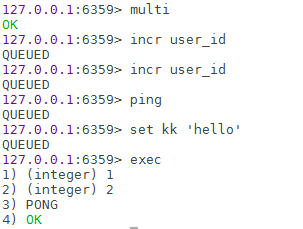 127.0.0.1:6359> multi
OK
127.0.0.1:6359> incr user_id
QUEUED
127.0.0.1:6359> incr user_id
QUEUED
127.0.0.1:6359> ping
QUEUED
127.0.0.1:6359> set kk 'hello'
QUEUED
127.0.0.1:6359> exec
1) (integer) 1
2) (integer) 2
3) PONG
4) OK